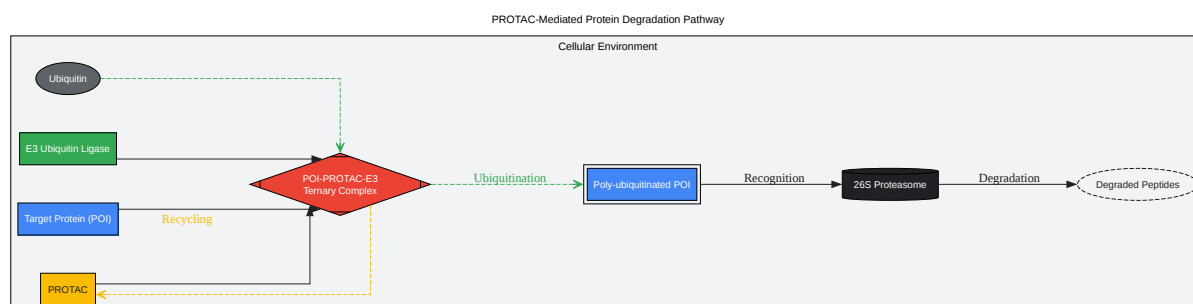 PROTAC-Mediated Protein Degradation Pathway
Cellular Environment
Ubiquitin
E3 Ubiquitin Ligase
POI-PROTAC-E3
Ternary Complex
Ubiquitination
Poly-ubiquitinated POI
Recognition
26S Proteasome
Degradation
Degraded Peptides
Target Protein (POI)
Recycling
PROTAC